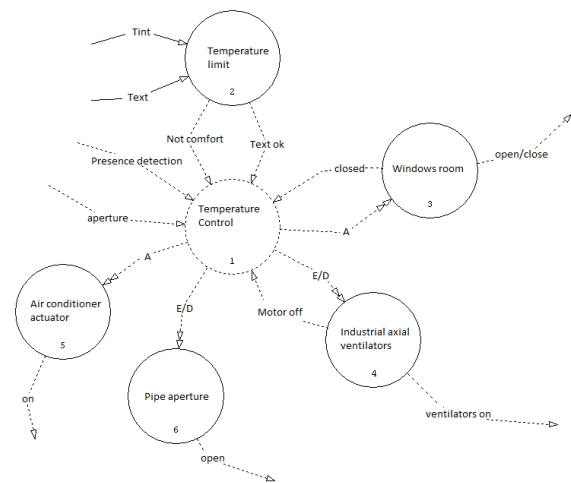 Tint
Temperature
limit
2
Text
Not comfort
Text ok
Presence detection
open/close
closed
Windows room
3
aperture
Temperature
Control
1
A
A
E/D
E/D
Motor off
Air conditioner
actuator
5
Industrial axial
ventilators
4
Pipe aperture
6
on
ventilators on
open